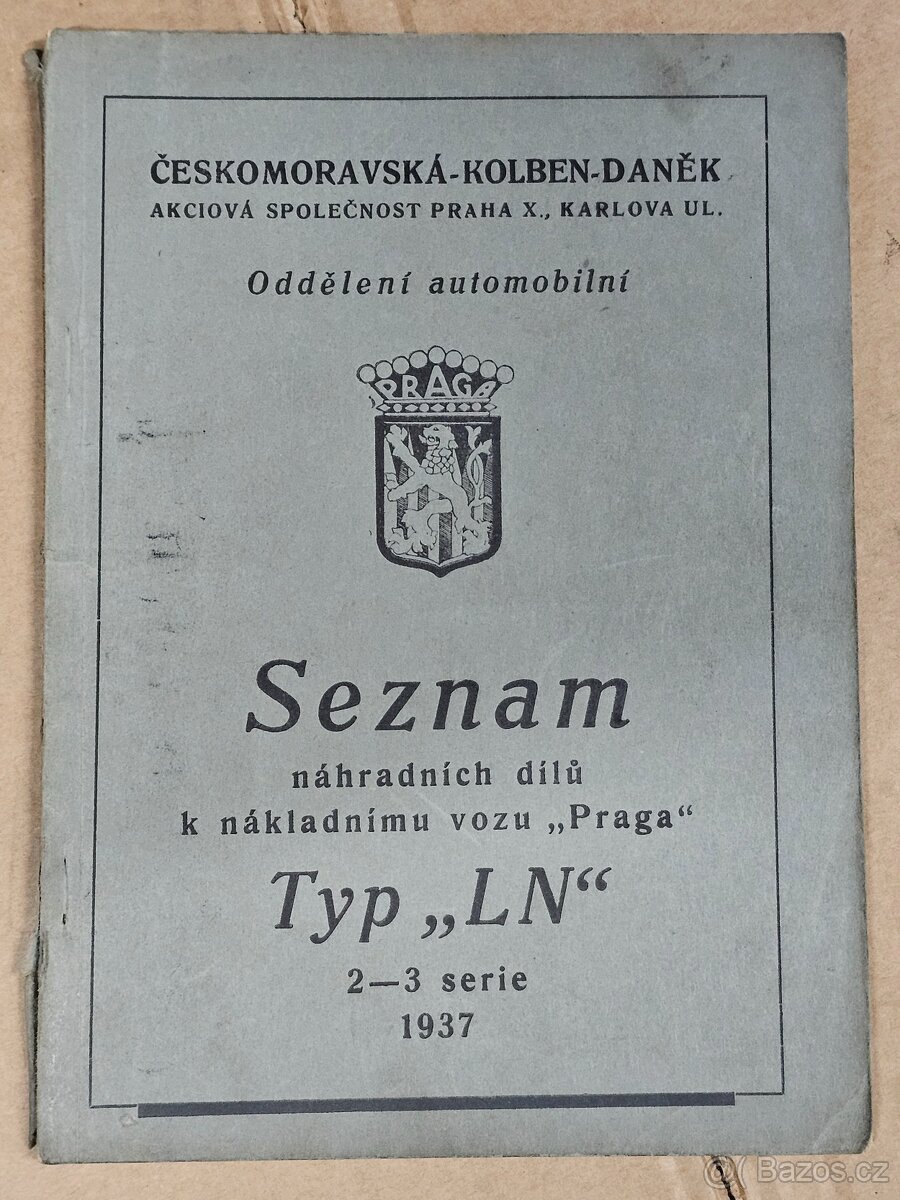 ČESKOMORAVSKÁ-KOLBEN-DANĚK
AKCIOVÁ SPOLEČNOST PRAHA X., KARLOVA UL.
Oddělení automobilní
PRAGA
Seznam
náhradních dílů
k nákladnímu vozu „Praga“
Typ „LN“
2—3 serie
1937
@ Bazos.cz